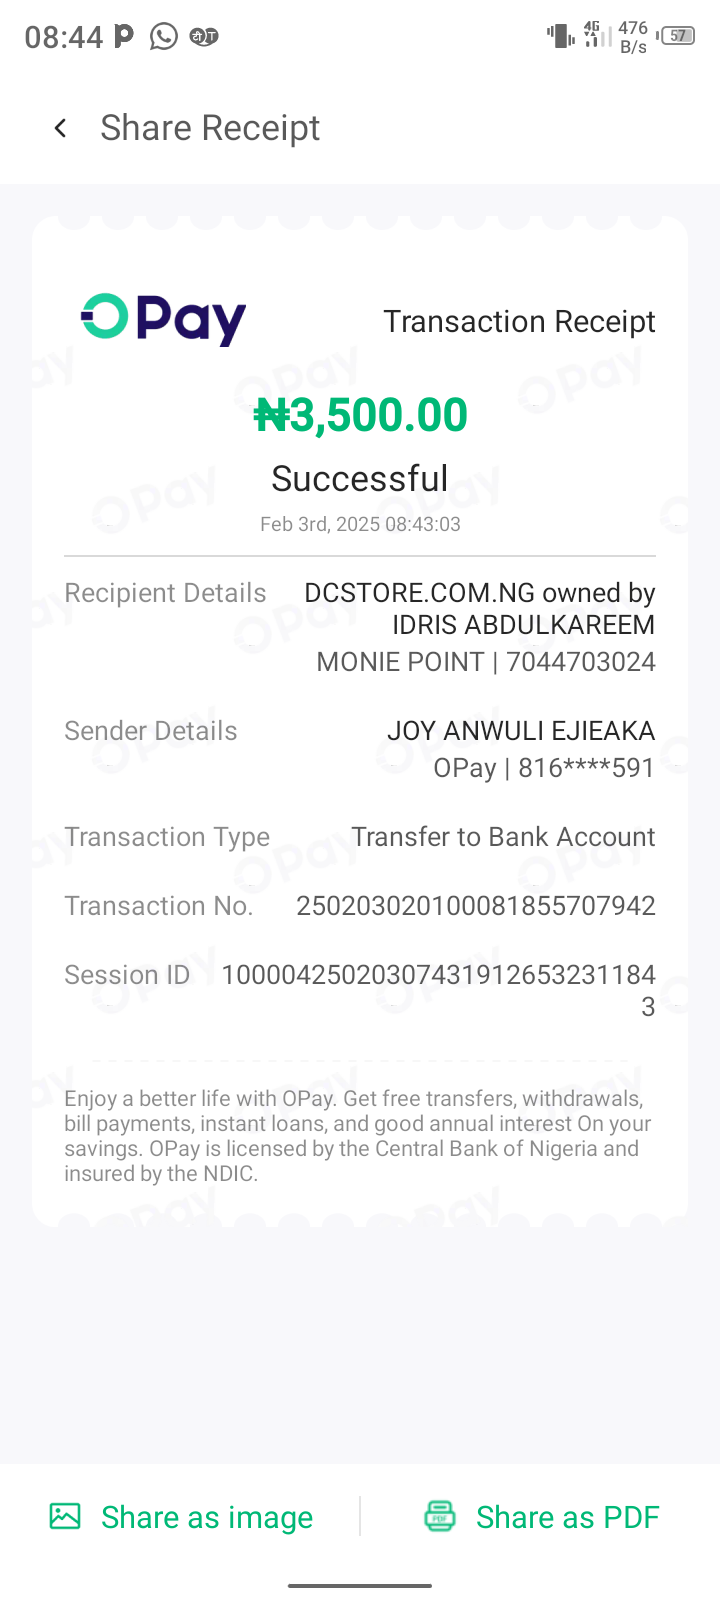 08:44
4G
476
B/s
57
Share Receipt
OPay
Transaction Receipt
₦3,500.00
Successful
Feb 3rd, 2025 08:43:03
Recipient Details
DCSTORE.COM.NG owned by
IDRIS ABDULKAREEM
MONIE POINT | 7044703024
Sender Details
JOY ANWULI EJIEAKA
OPay | 816****591
Transaction Type
Transfer to Bank Account
Transaction No.
250203020100081855707942
Session ID
10000425020307431912653231184
3
Enjoy a better life with OPay. Get free transfers, withdrawals,
bill payments, instant loans, and good annual interest On your
savings. OPay is licensed by the Central Bank of Nigeria and
insured by the NDIC.
Share as image
PDF
Share as PDF